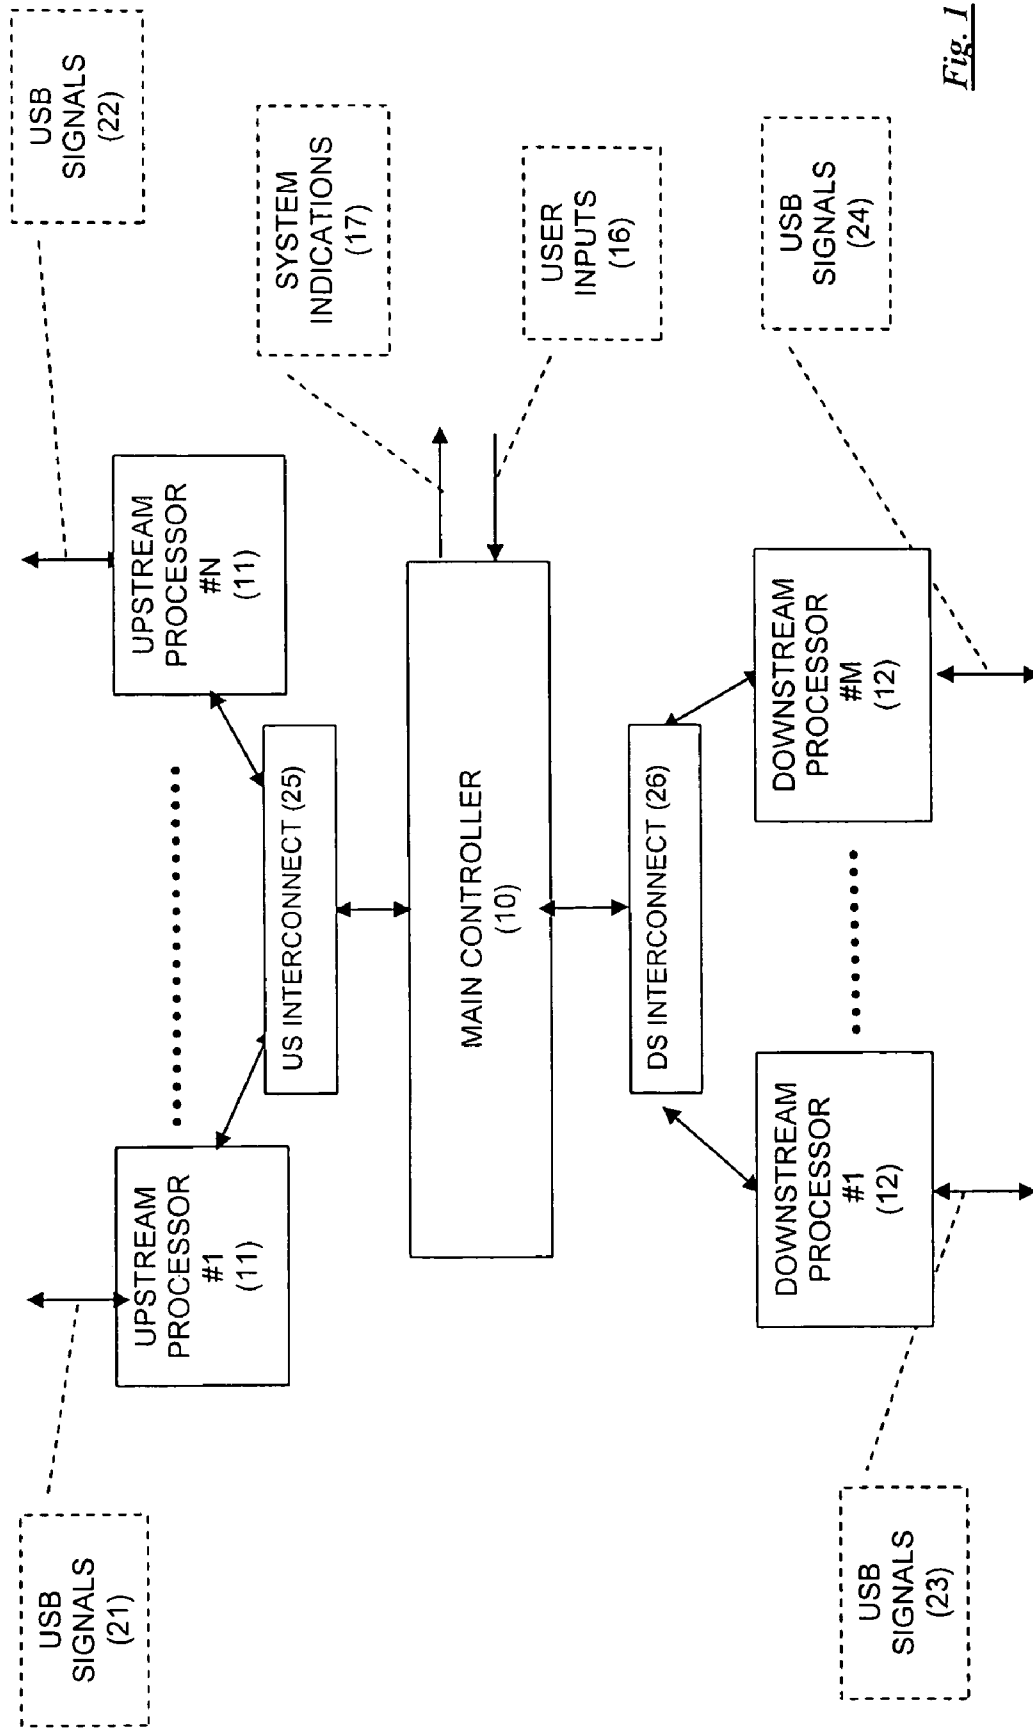 USB
SIGNALS
(21)
USB
SIGNALS
(22)
UPSTREAM
PROCESSOR
#1
(11)
UPSTREAM
PROCESSOR
#N
(11)
US INTERCONNECT (25)
SYSTEM
INDICATIONS
(17)
MAIN CONTROLLER
(10)
USER
INPUTS
(16)
DS INTERCONNECT (26)
DOWNSTREAM
PROCESSOR
#1
(12)
DOWNSTREAM
PROCESSOR
#M
(12)
USB
SIGNALS
(23)
USB
SIGNALS
(24)
Fig. 1